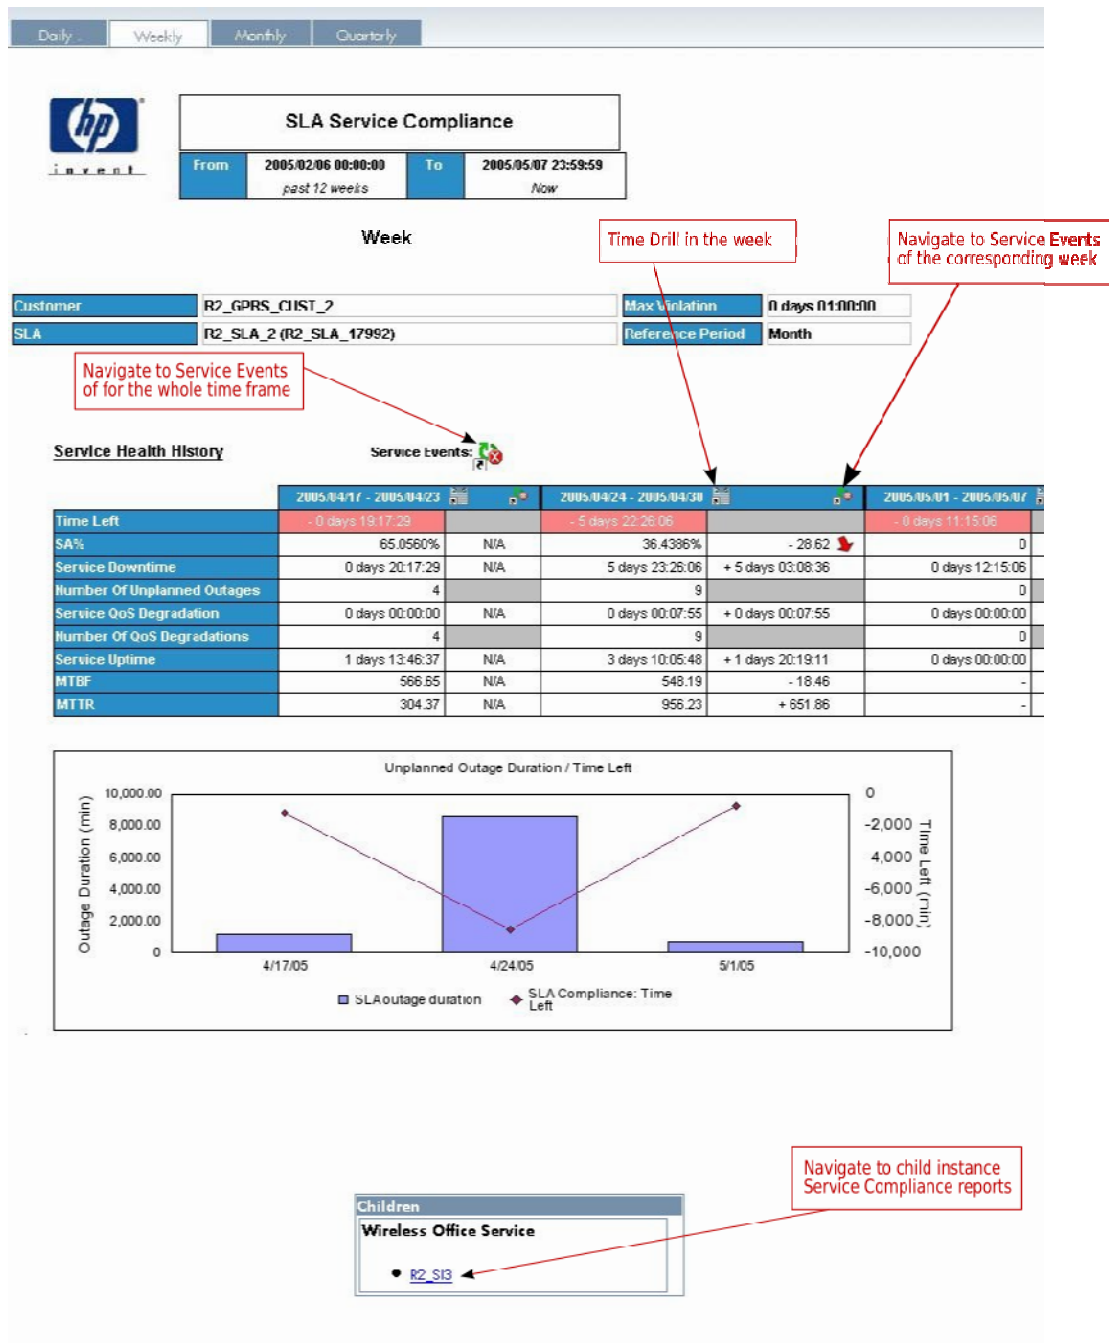 Daily Weekly Monthly Quarterly
hp
invent
SLA Service Compliance
From 2005/02/06 00:00:00 To 2005/05/07 23:59:59
past 12 weeks Now
Week
Time Drill in the week
Navigate to Service Events
of the corresponding week
Customer R2_GPRS_CUST_2 Max Violation 0 days 01:00:00
SLA R2_SLA_2 (R2_SLA_17992) Reference Period Month
Navigate to Service Events
of for the whole time frame
Service Health History Service Events:
2005/04/17 - 2005/04/23 2005/04/24 - 2005/04/30 2005/05/01 - 2005/05/07
Time Left - 0 days 19:17:29 - 5 days 22:26:06 - 0 days 11:15:06
SA% 65.0560% N/A 36.4386% - 28.62 0
Service Downtime 0 days 20:17:29 N/A 5 days 23:26:06 + 5 days 03:08:36 0 days 12:15:06
Number Of Unplanned Outages 4 9 0
Service QoS Degradation 0 days 00:00:00 N/A 0 days 00:07:55 + 0 days 00:07:55 0 days 00:00:00
Number Of QoS Degradations 4 9 0
Service Uptime 1 days 13:46:37 N/A 3 days 10:05:48 + 1 days 20:19:11 0 days 00:00:00
MTBF 566.65 N/A 548.19 - 18.46 -
MTTR 304.37 N/A 956.23 + 651.86 -
Unplanned Outage Duration / Time Left
Outage Duration (min)
10,000.00
8,000.00
6,000.00
4,000.00
2,000.00
0
0
-2,000
4,000
-6,000
-8,000
-10,000
Time Left (min)
4/17/05 4/24/05 5/1/05
SLA outage duration SLA Compliance: Time
Left
Navigate to child instance
Service Compliance reports
Children
Wireless Office Service
R2_SI3